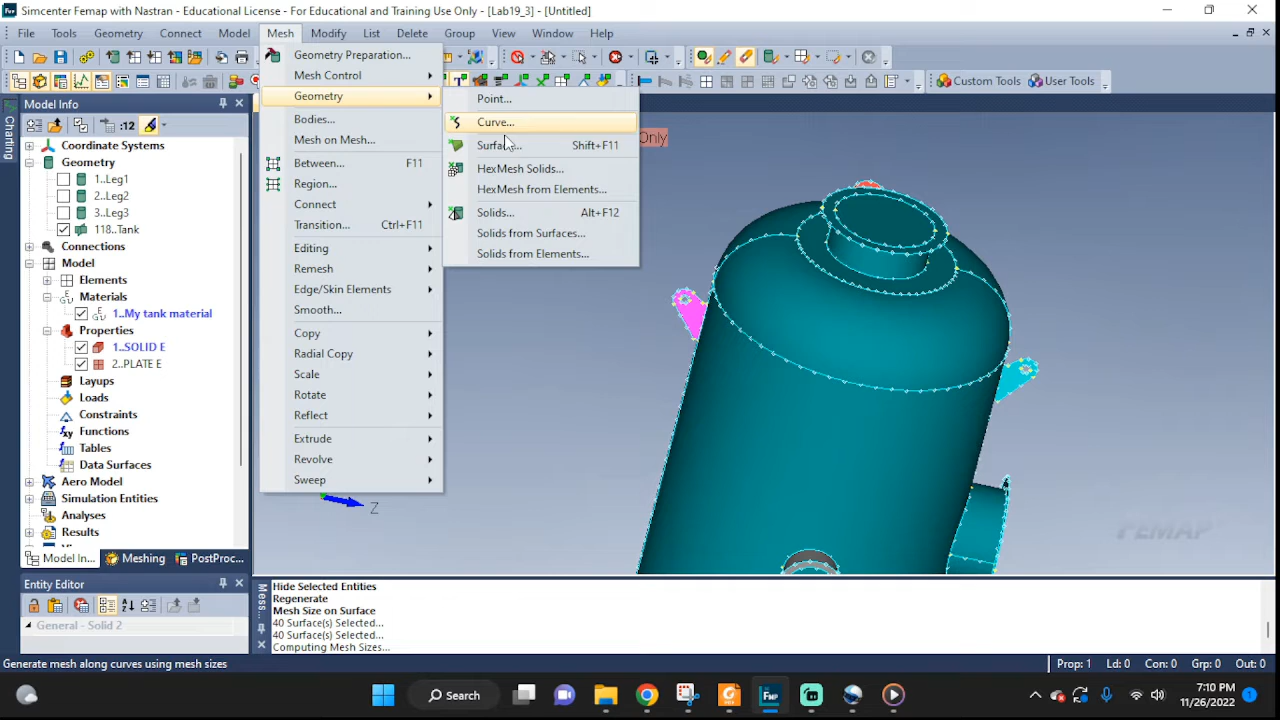 Simcenter Femap with Nastran - Educational License - For Educational and Training Use Only - [Lab19_3] - [Untitled]
File Tools Geometry Connect Model Mesh Modify List Delete Group View Window Help
Custom Tools User Tools
Charting
Model Info
:12
Coordinate Systems
Geometry
1..Leg1
2..Leg2
3..Leg3
118..Tank
Connections
Model
Elements
Materials
1..My tank material
Properties
1..SOLID E
2..PLATE E
Layups
Loads
Constraints
Functions
Tables
Data Surfaces
Aero Model
Simulation Entities
Analyses
Results
Model In... Meshing PostProc...
Entity Editor
General - Solid 2
Geometry Preparation...
Mesh Control
Geometry
Bodies...
Mesh on Mesh...
Between... F11
Region...
Connect
Transition... Ctrl+F11
Editing
Remesh
Edge/Skin Elements
Smooth...
Copy
Radial Copy
Scale
Rotate
Reflect
Extrude
Revolve
Sweep
Point...
Curve...
Surface... Shift+F11
HexMesh Solids...
HexMesh from Elements...
Solids... Alt+F12
Solids from Surfaces...
Solids from Elements...
Only
Z
FEMAP
Mess...
Hide Selected Entities
Regenerate
Mesh Size on Surface
40 Surface(s) Selected...
40 Surface(s) Selected...
Computing Mesh Sizes...
Generate mesh along curves using mesh sizes
Prop: 1 Ld: 0 Con: 0 Grp: 0 Out: 0
Search
7:10 PM
11/26/2022
1